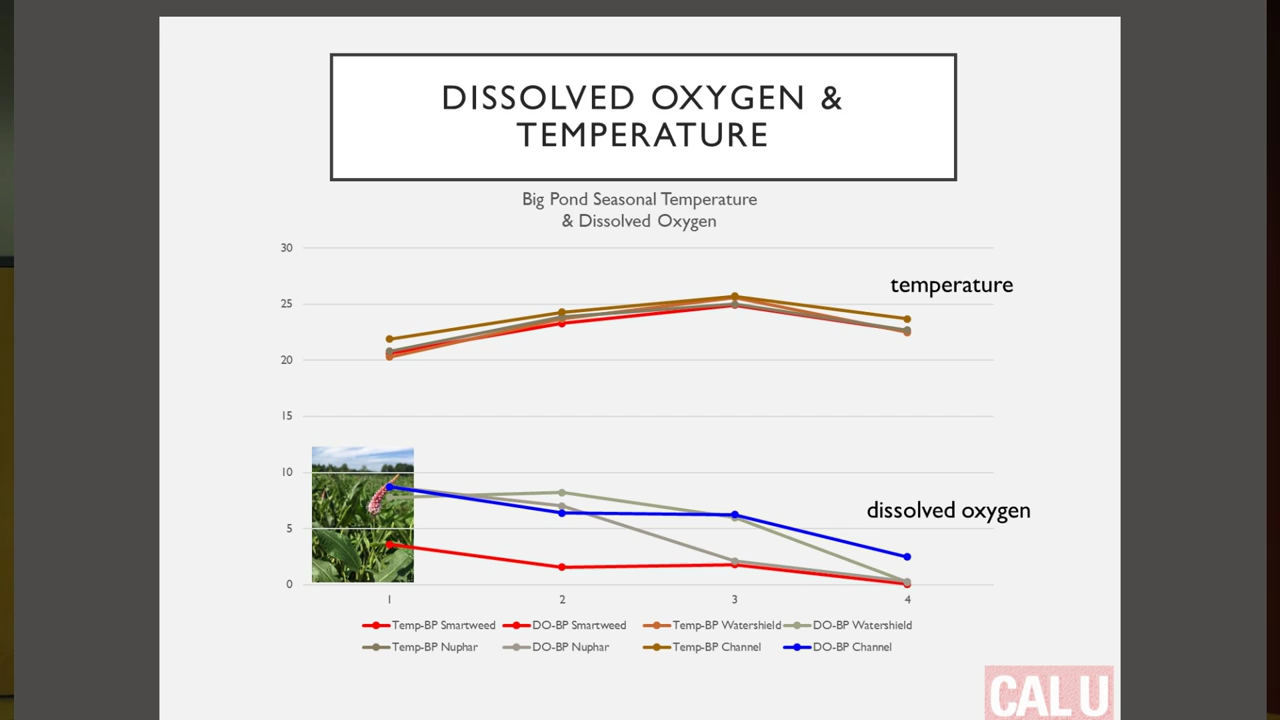 DISSOLVED OXYGEN &
TEMPERATURE
Big Pond Seasonal Temperature
& Dissolved Oxygen
30
temperature
25
20
15
10
dissolved oxygen
5
0
1 2 3 4
Temp-BP Smartweed DO-BP Smartweed Temp-BP Watershield DO-BP Watershield
Temp-BP Nuphar DO-BP Nuphar Temp-BP Channel DO-BP Channel
CAL U